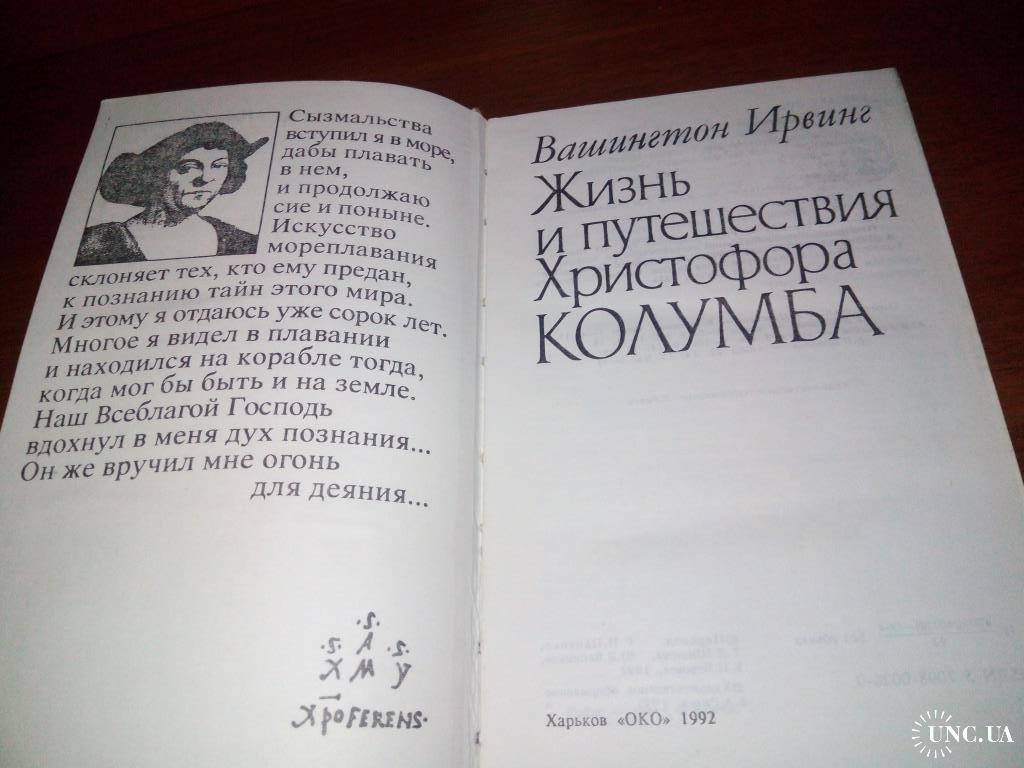 Сызмальства
вступил я в море,
дабы плавать
в нем,
и продолжаю
сие и поныне.
Искусство
мореплавания
склоняет тех, кто ему предан,
к познанию тайн этого мира.
И этому я отдаюсь уже сорок лет.
Многое я видел в плавании
и находился на корабле тогда,
когда мог бы быть и на земле.
Наш Всеблагой Господь
вдохнул в меня дух познания...
Он же вручил мне огонь
для деяния...
.S.
.S. A .S.
X M Y
XpoFERENS.
Вашингтон Ирвинг
Жизнь
и путешествия
Христофора
КОЛУМБА
Харьков «ОКО» 1992
UNC.UA